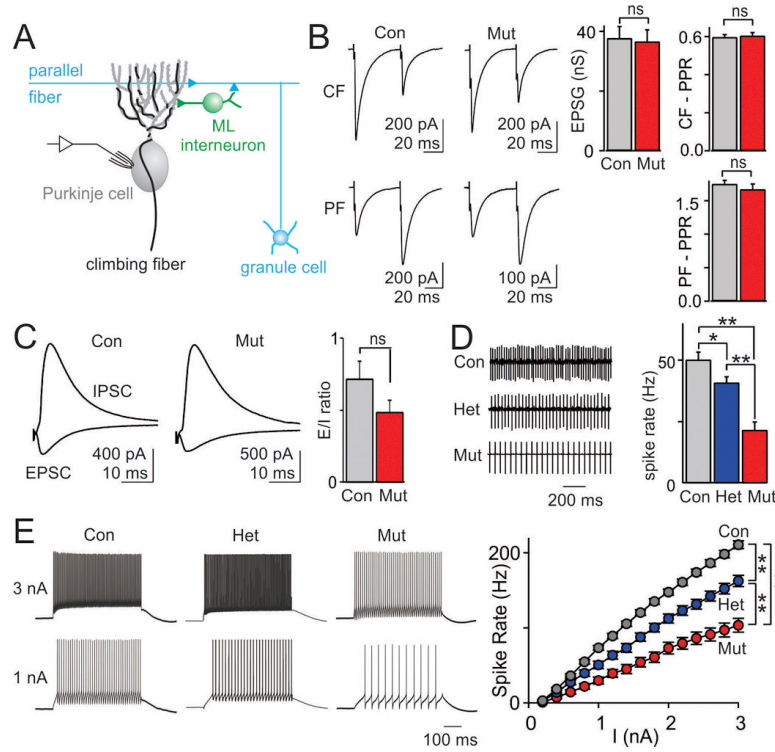 A
parallel
fiber
ML
interneuron
Purkinje cell
climbing fiber
granule cell
B
Con
Mut
CF
200 pA
20 ms
200 pA
20 ms
PF
200 pA
20 ms
100 pA
20 ms
EPSG (nS)
40
0
ns
Con Mut
CF - PPR
0.6
0.0
ns
PF - PPR
1.5
0.0
ns
C
Con
Mut
IPSC
EPSC
400 pA
10 ms
500 pA
10 ms
E/I ratio
1
0
ns
Con Mut
D
Con
Het
Mut
200 ms
spike rate (Hz)
50
0
**
*
**
Con Het Mut
E
Con
Het
Mut
3 nA
1 nA
100 ms
Spike Rate (Hz)
200
100
0
0 1 2 3
I (nA)
Con
Het
Mut
**
**